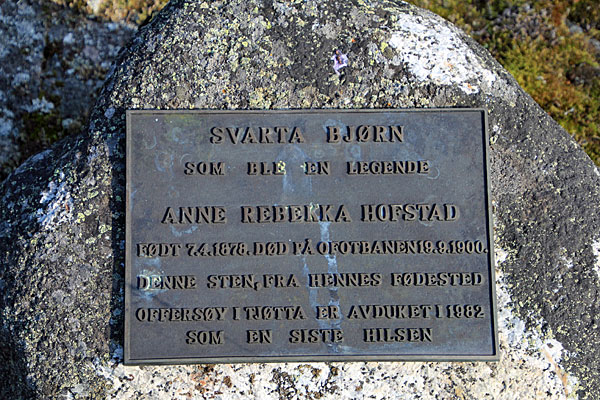 SVARTA BJØRN
SOM BLE EN LEGENDE
ANNE REBEKKA HOFSTAD
FØDT 7.4.1878. DØD PÅ OFOTBANEN 19.9.1900.
DENNE STEN, FRA HENNES FØDESTED
OFFERSØY I TJØTTA ER AVDUKET I 1982
SOM EN SISTE HILSEN